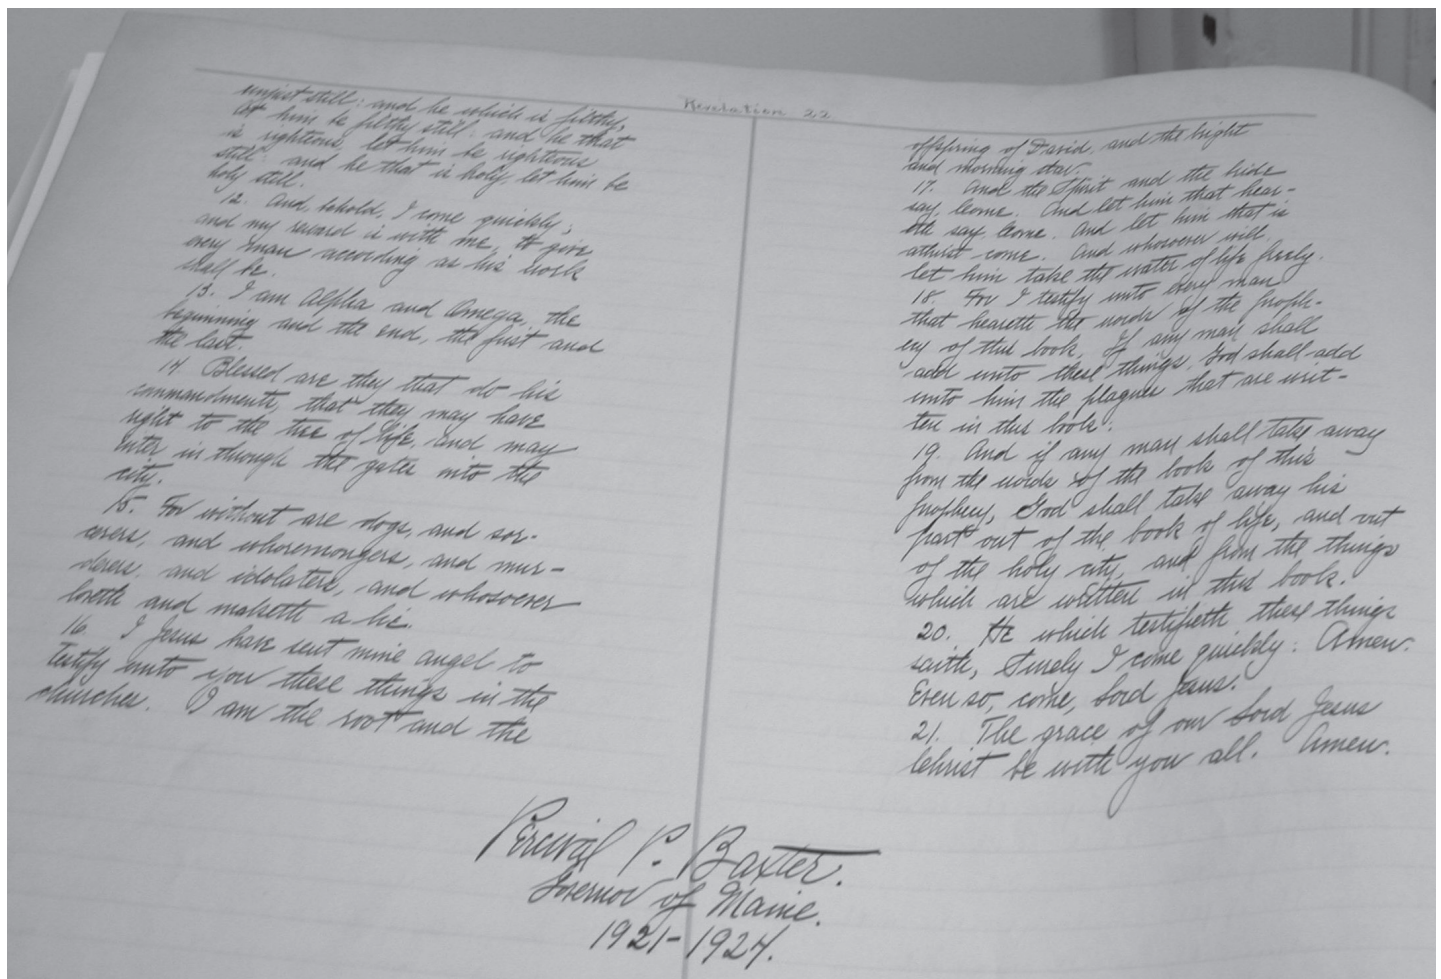 Revelation 22
unjust still: and he which is filthy,
let him be filthy still: and he that
is righteous, let him be righteous
still: and he that is holy, let him be
holy still.
12. And, behold, I come quickly;
and my reward is with me, to give
every man according as his work
shall be.
13. I am Alpha and Omega, the
beginning and the end, the first and
the last.
14. Blessed are they that do his
commandments, that they may have
right to the tree of life, and may
enter in through the gates into the
city.
15. For without are dogs, and sor-
cerers, and whoremongers, and mur-
derers, and idolaters, and whosoever
loveth and maketh a lie.
16. I Jesus have sent mine angel to
testify unto you these things in the
churches. I am the root and the
offspring of David, and the bright
and morning star.
17. And the Spirit and the bride
say, Come. And let him that hear-
eth say, Come. And let him that is
athirst come. And whosoever will,
let him take the water of life freely.
18. For I testify unto every man
that heareth the words of the proph-
ecy of this book, If any man shall
add unto these things, God shall add
unto him the plagues that are writ-
ten in this book:
19. And if any man shall take away
from the words of the book of this
prophecy, God shall take away his
part out of the book of life, and out
of the holy city, and from the things
which are written in this book.
20. He which testifieth these things
saith, Surely I come quickly: Amen.
Even so, come, Lord Jesus.
21. The grace of our Lord Jesus
Christ be with you all. Amen.
Percival P. Baxter.
Governor of Maine.
1921-1924.